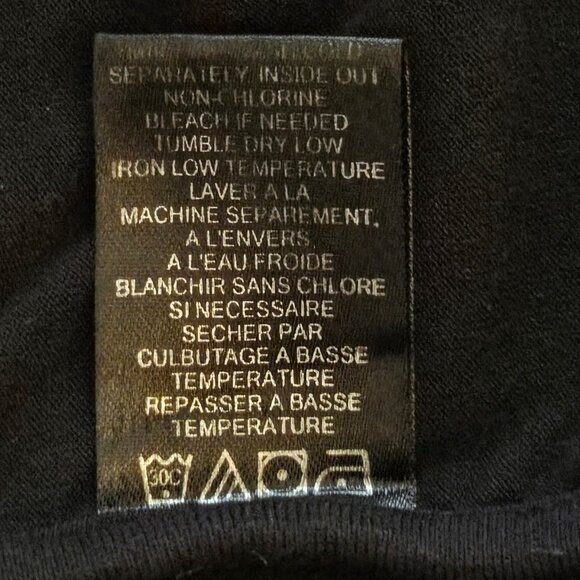 COLD
SEPARATELY INSIDE OUT
NON-CHLORINE
BLEACH IF NEEDED
TUMBLE DRY LOW
IRON LOW TEMPERATURE
LAVER A LA
MACHINE SEPAREMENT,
A L'ENVERS
A L'EAU FROIDE
BLANCHIR SANS CHLORE
SI NECESSAIRE
SECHER PAR
CULBUTAGE A BASSE
TEMPERATURE
REPASSER A BASSE
TEMPERATURE
30C